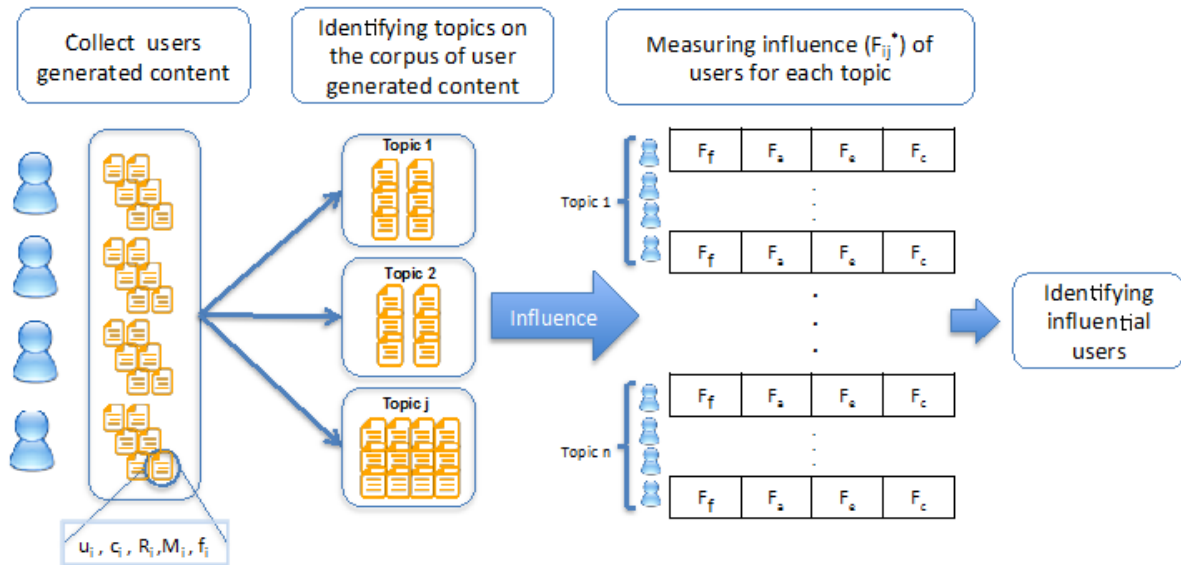 Collect users
generated content
Identifying topics on
the corpus of user
generated content
Measuring influence (Fij*) of
users for each topic
Topic 1
Topic 2
Topic j
ui , ci , Ri ,Mi , fi
Influence
Topic 1
Ff Fa Fe Fc
Ff Fa Fe Fc
Topic n
Ff Fa Fe Fc
Ff Fa Fe Fc
Identifying
influential
users